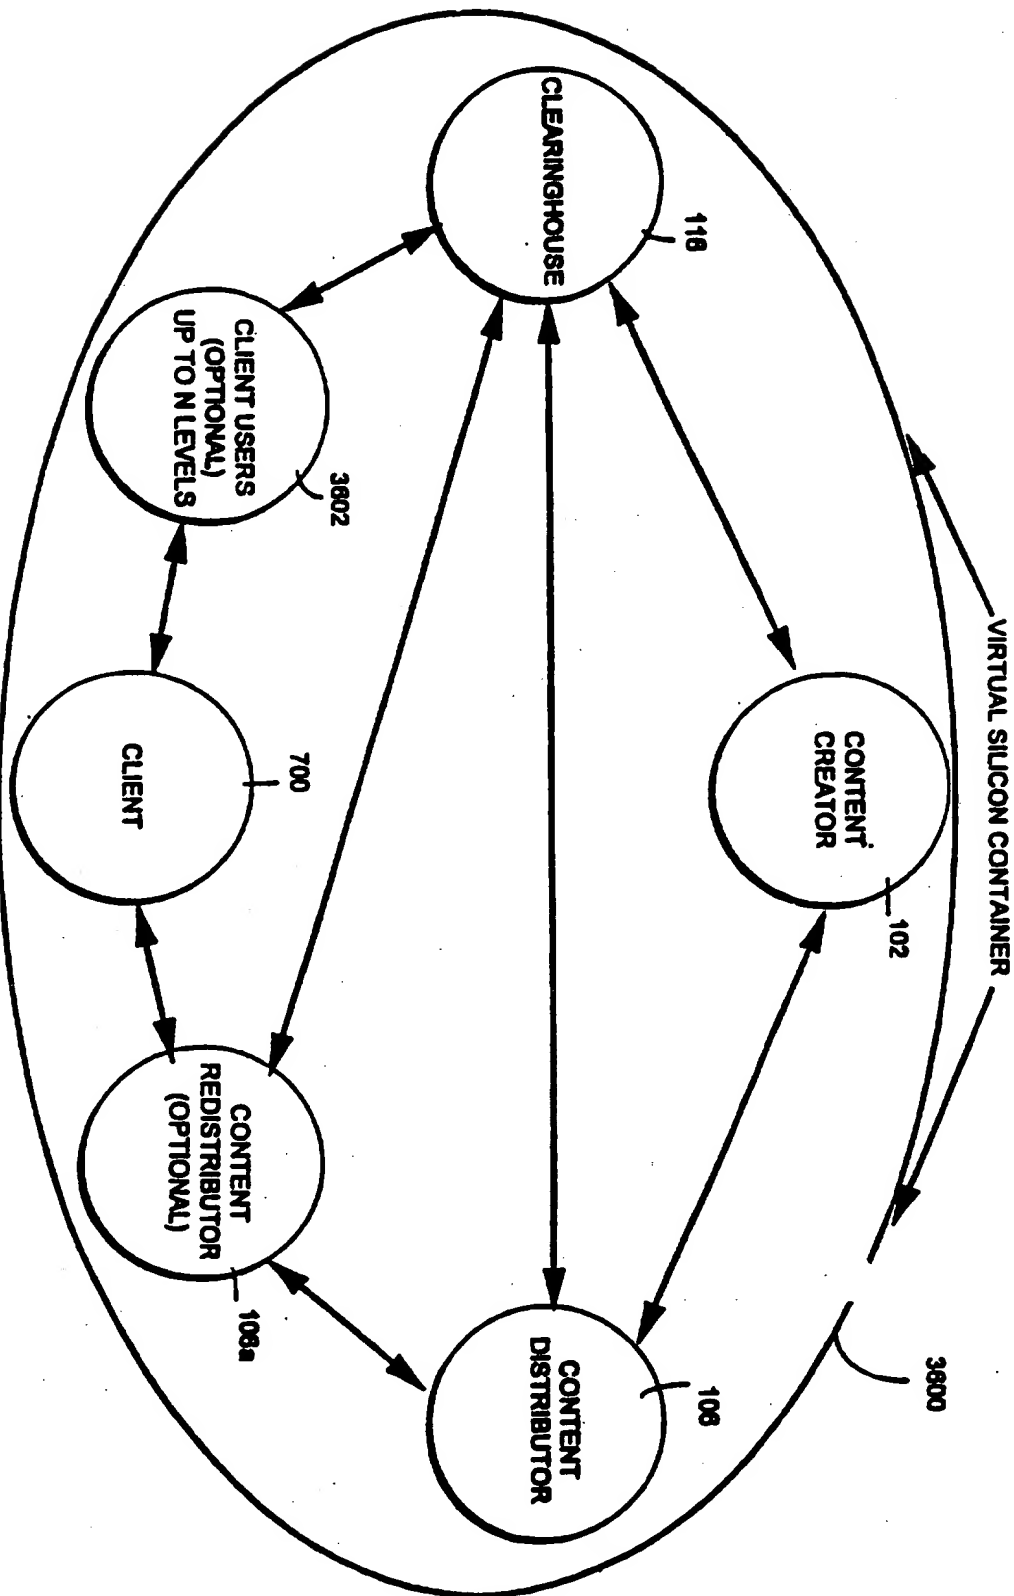 VIRTUAL SILICON CONTAINER
3600
CONTENT
CREATOR
102
116
CLEARINGHOUSE
106
CONTENT
DISTRIBUTOR
3602
CLIENT USERS
(OPTIONAL)
UP TO N LEVELS
700
CLIENT
CONTENT
REDISTRIBUTOR
(OPTIONAL)
106a